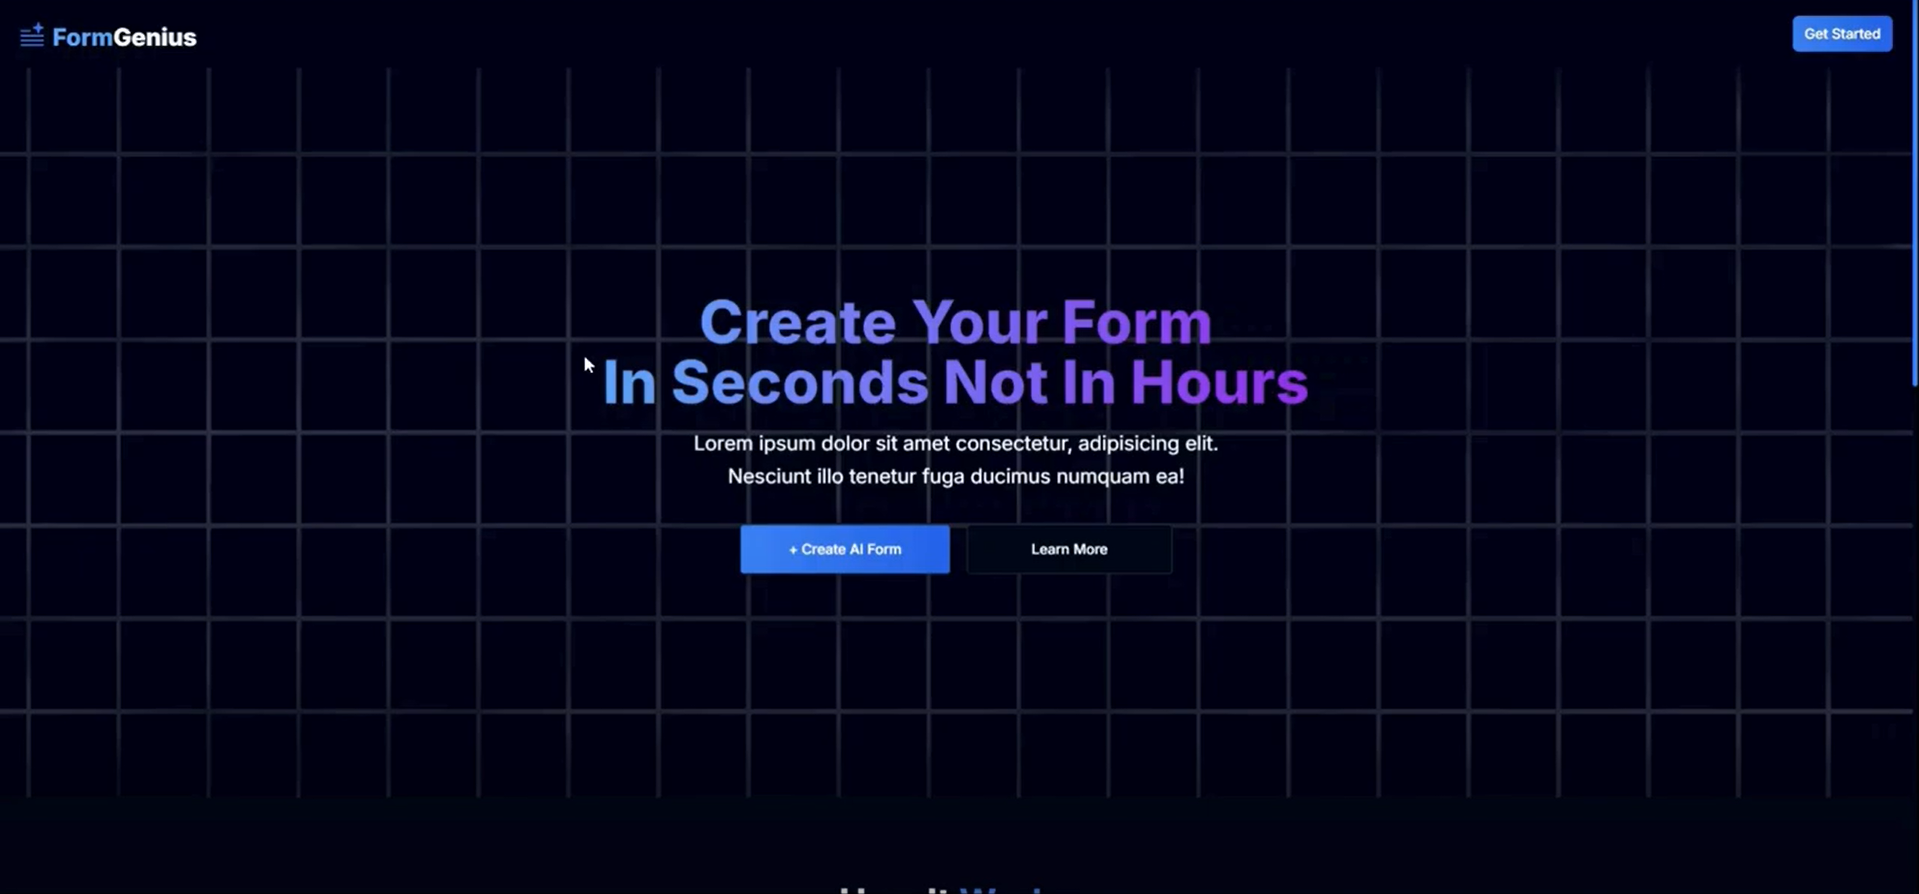 FormGenius
Get Started
Create Your Form
In Seconds Not In Hours
Lorem ipsum dolor sit amet consectetur, adipisicing elit.
Nesciunt illo tenetur fuga ducimus numquam ea!
+ Create AI Form
Learn More